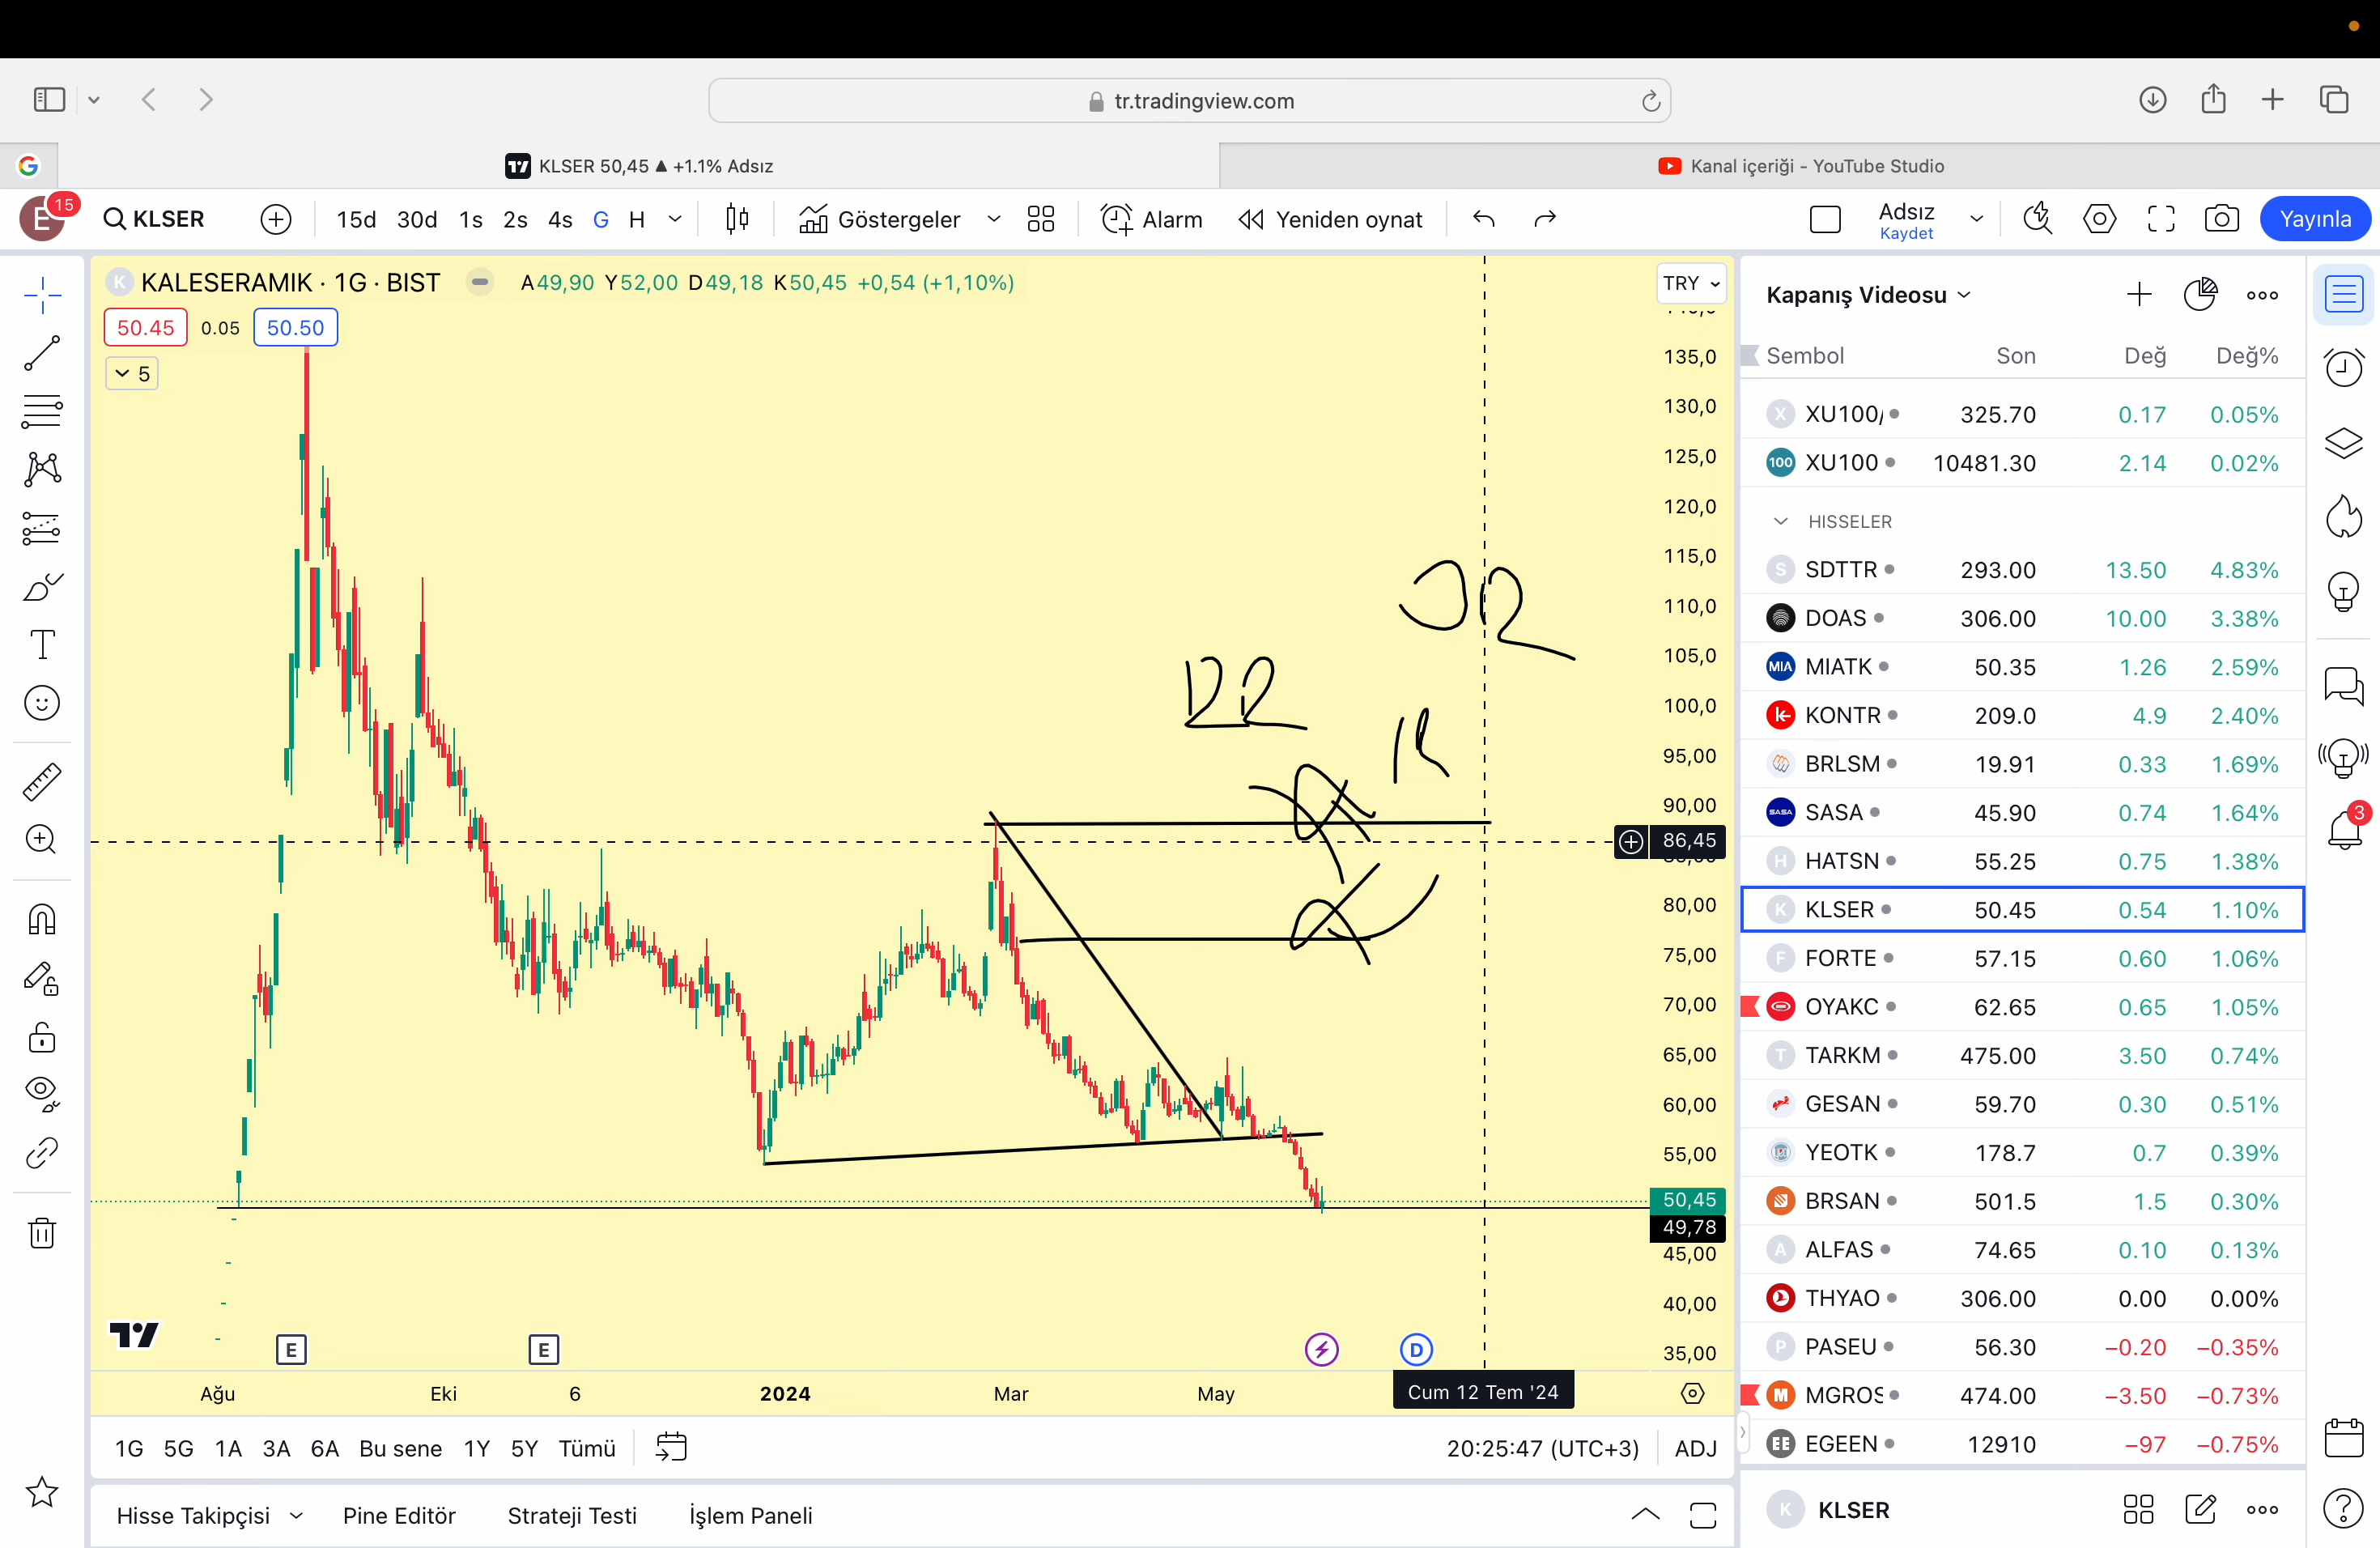 tr.tradingview.com
KLSER 50,45 ▲ +1.1% Adsız
Kanal içeriği - YouTube Studio
E 15
KLSER
15d 30d 1s 2s 4s G H
Göstergeler
Alarm
Yeniden oynat
Adsız
Kaydet
Yayınla
K KALESERAMIK · 1G · BIST
A49,90 Y52,00 D49,18 K50,45 +0,54 (+1,10%)
TRY
50.45 0.05 50.50
5
135,0
130,0
125,0
120,0
115,0
110,0
105,0
100,0
95,00
90,00
86,45
80,00
75,00
70,00
65,00
60,00
55,00
50,45
49,78
45,00
40,00
35,00
E E D
Ağu Eki 6 2024 Mar May Cum 12 Tem '24
1G 5G 1A 3A 6A Bu sene 1Y 5Y Tümü
20:25:47 (UTC+3) ADJ
Hisse Takipçisi Pine Editör Strateji Testi İşlem Paneli
Kapanış Videosu
Sembol Son Değ Değ%
X XU100/ 325.70 0.17 0.05%
100 XU100 10481.30 2.14 0.02%
HISSELER
S SDTTR 293.00 13.50 4.83%
DOAS 306.00 10.00 3.38%
MIA MIATK 50.35 1.26 2.59%
KONTR 209.0 4.9 2.40%
BRLSM 19.91 0.33 1.69%
SASA SASA 45.90 0.74 1.64%
H HATSN 55.25 0.75 1.38%
K KLSER 50.45 0.54 1.10%
F FORTE 57.15 0.60 1.06%
OYAKC 62.65 0.65 1.05%
T TARKM 475.00 3.50 0.74%
GESAN 59.70 0.30 0.51%
YEOTK 178.7 0.7 0.39%
BRSAN 501.5 1.5 0.30%
A ALFAS 74.65 0.10 0.13%
THYAO 306.00 0.00 0.00%
P PASEU 56.30 −0.20 −0.35%
M MGROS 474.00 −3.50 −0.73%
EE EGEEN 12910 −97 −0.75%
K KLSER
3